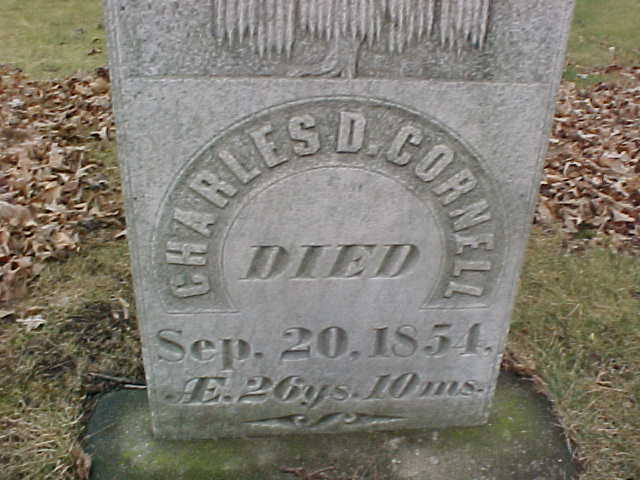 CHARLES D. CORNELL
DIED
Sep. 20, 1854.
Æ. 26ys. 10ms.